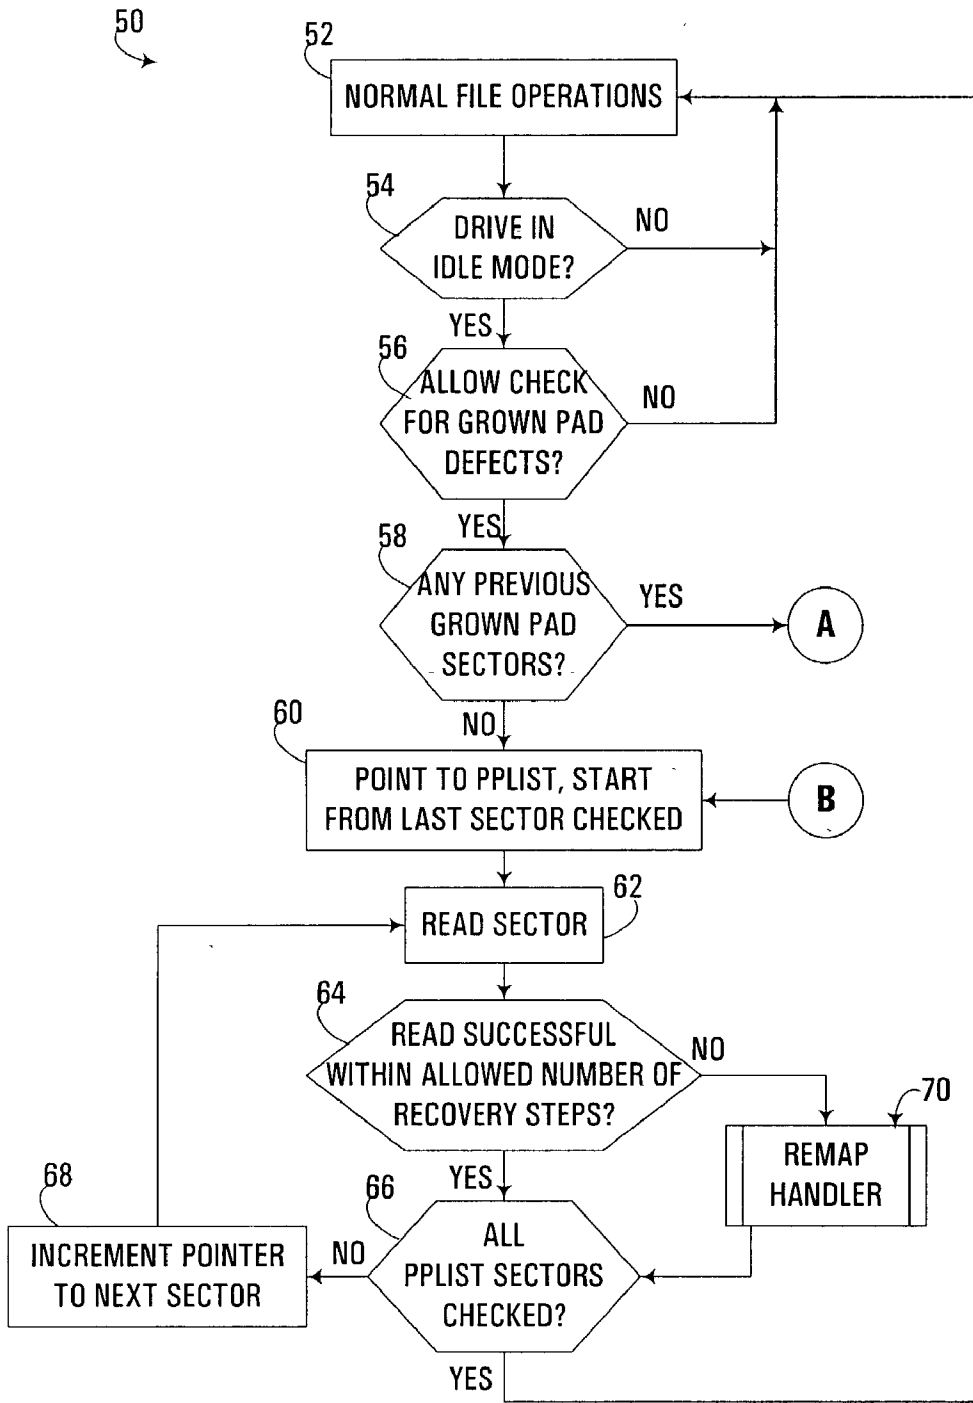 50
52
NORMAL FILE OPERATIONS
54
DRIVE IN
IDLE MODE?
NO
YES
56
ALLOW CHECK
FOR GROWN PAD
DEFECTS?
NO
YES
58
ANY PREVIOUS
GROWN PAD
SECTORS?
YES
A
NO
60
POINT TO PPLIST, START
FROM LAST SECTOR CHECKED
B
62
READ SECTOR
64
READ SUCCESSFUL
WITHIN ALLOWED NUMBER OF
RECOVERY STEPS?
NO
70
REMAP
HANDLER
YES
66
ALL
PPLIST SECTORS
CHECKED?
NO
68
INCREMENT POINTER
TO NEXT SECTOR
YES